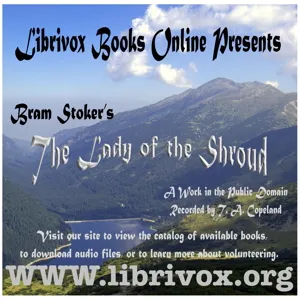 Librivox Books Online Presents
Bram Stoker's
The Lady of the Shroud
A Work in the Public Domain
Recorded by T. A. Copeland
Visit our site to view the catalog of available books,
to download audio files, or to learn more about volunteering.
www.librivox.org